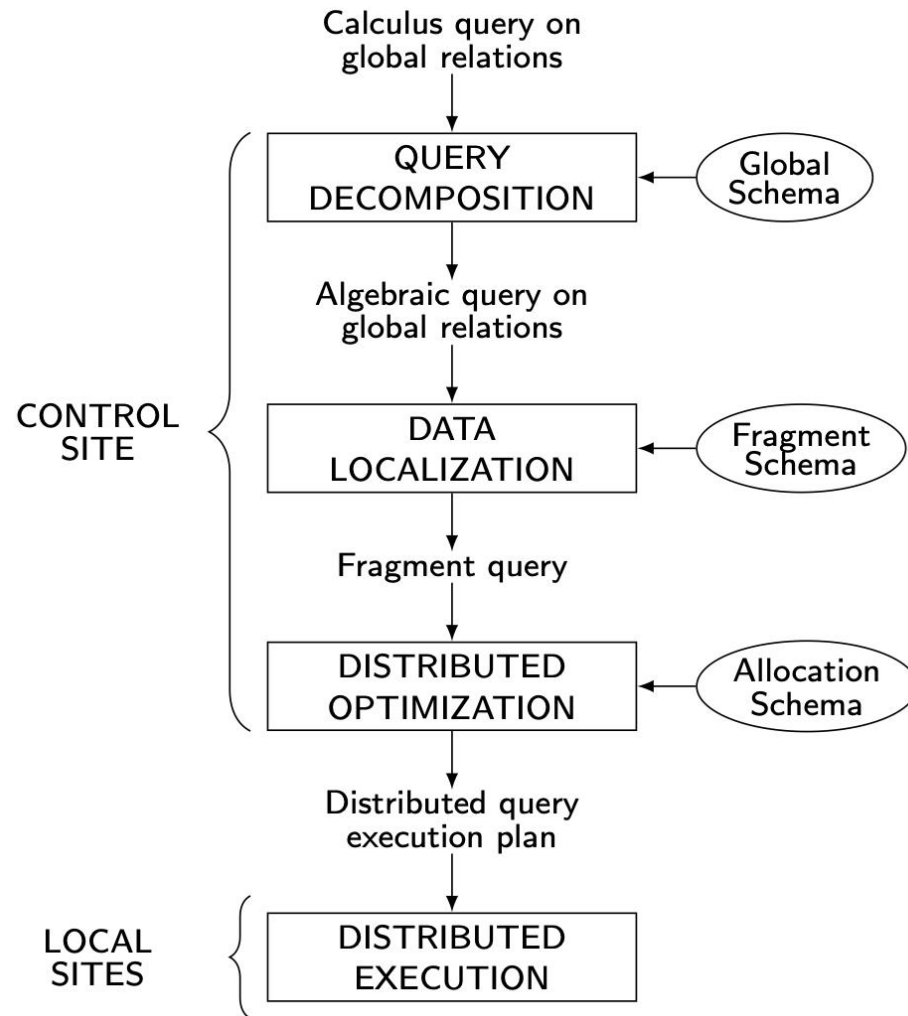 Calculus query on
global relations
QUERY
DECOMPOSITION
Global
Schema
Algebraic query on
global relations
CONTROL
SITE
DATA
LOCALIZATION
Fragment
Schema
Fragment query
DISTRIBUTED
OPTIMIZATION
Allocation
Schema
Distributed query
execution plan
LOCAL
SITES
DISTRIBUTED
EXECUTION